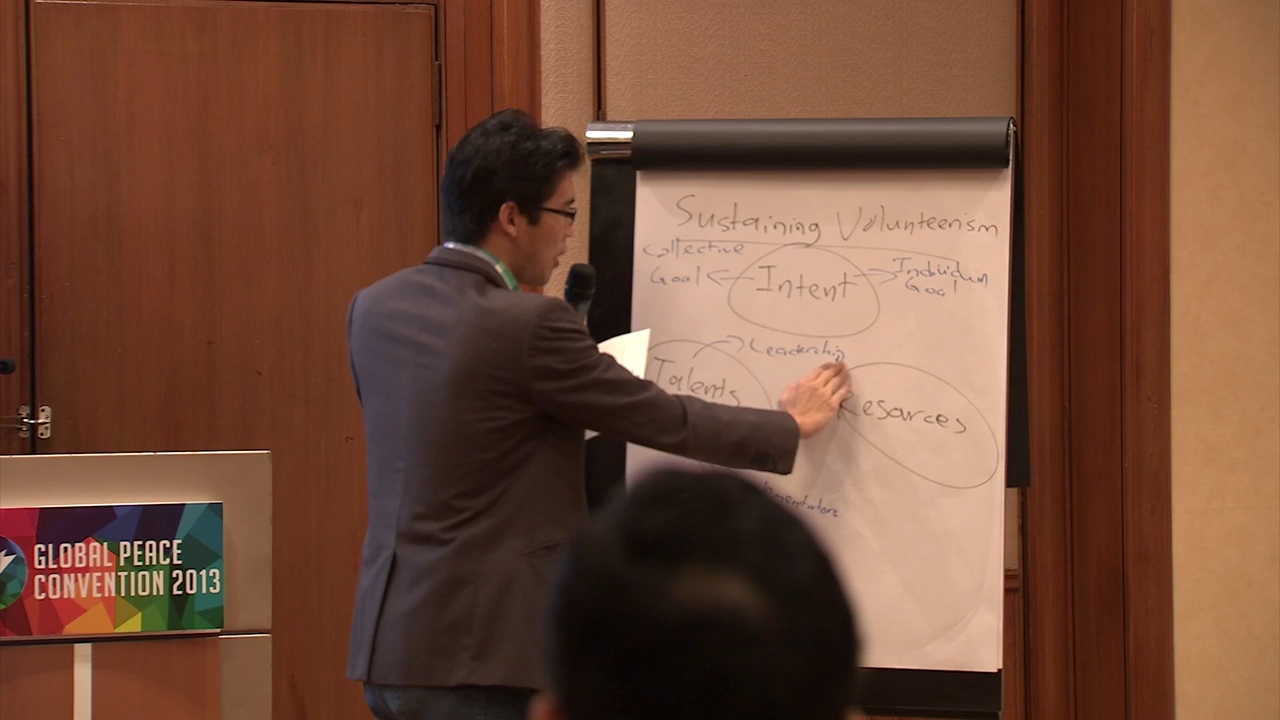 Sustaining Volunteerism
Collective
Goal
Intent
Individual
Goal
Leadership
Talents
Resources
GLOBAL PEACE
CONVENTION 2013